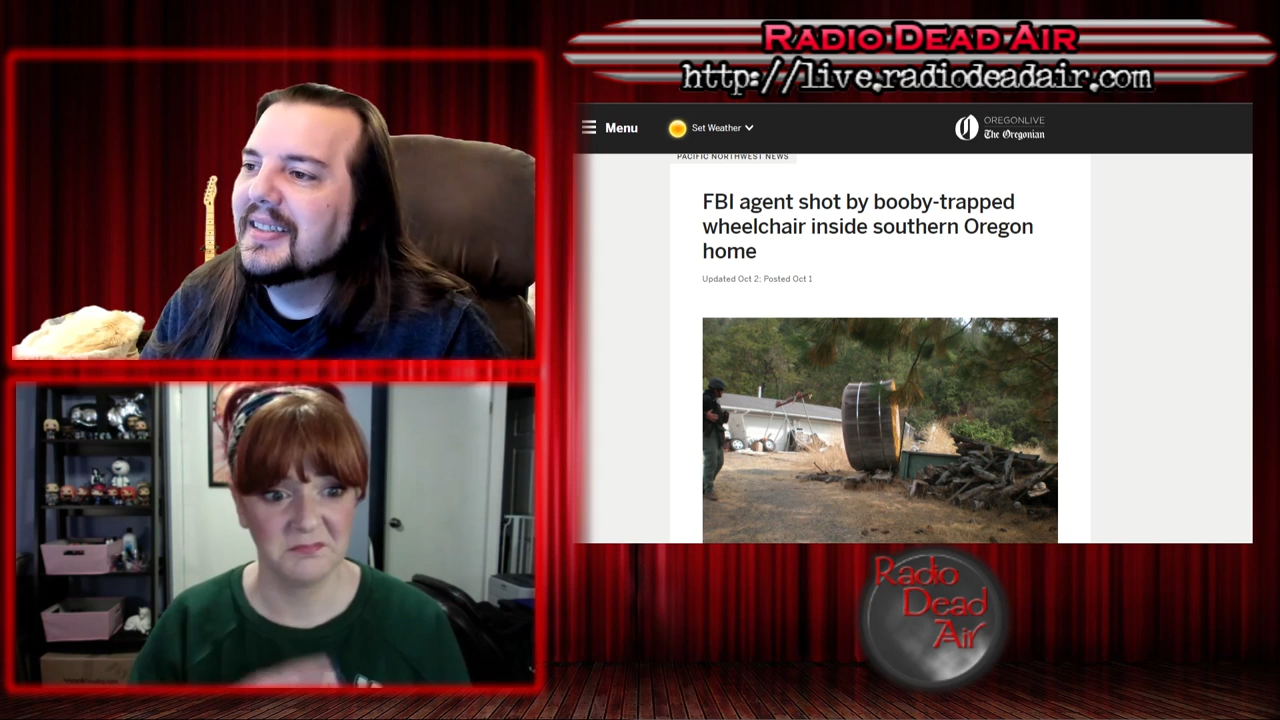 RADIO DEAD AIR
http://live.radiodeadair.com
Menu
Set Weather
OREGONLIVE
The Oregonian
PACIFIC NORTHWEST NEWS
FBI agent shot by booby-trapped
wheelchair inside southern Oregon
home
Updated Oct 2; Posted Oct 1
Radio
Dead
Air